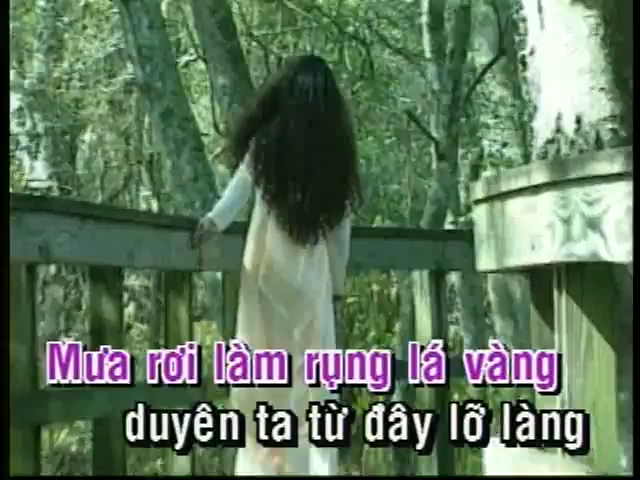 Mưa rơi làm rụng lá vàng
duyên ta từ đây lỡ làng